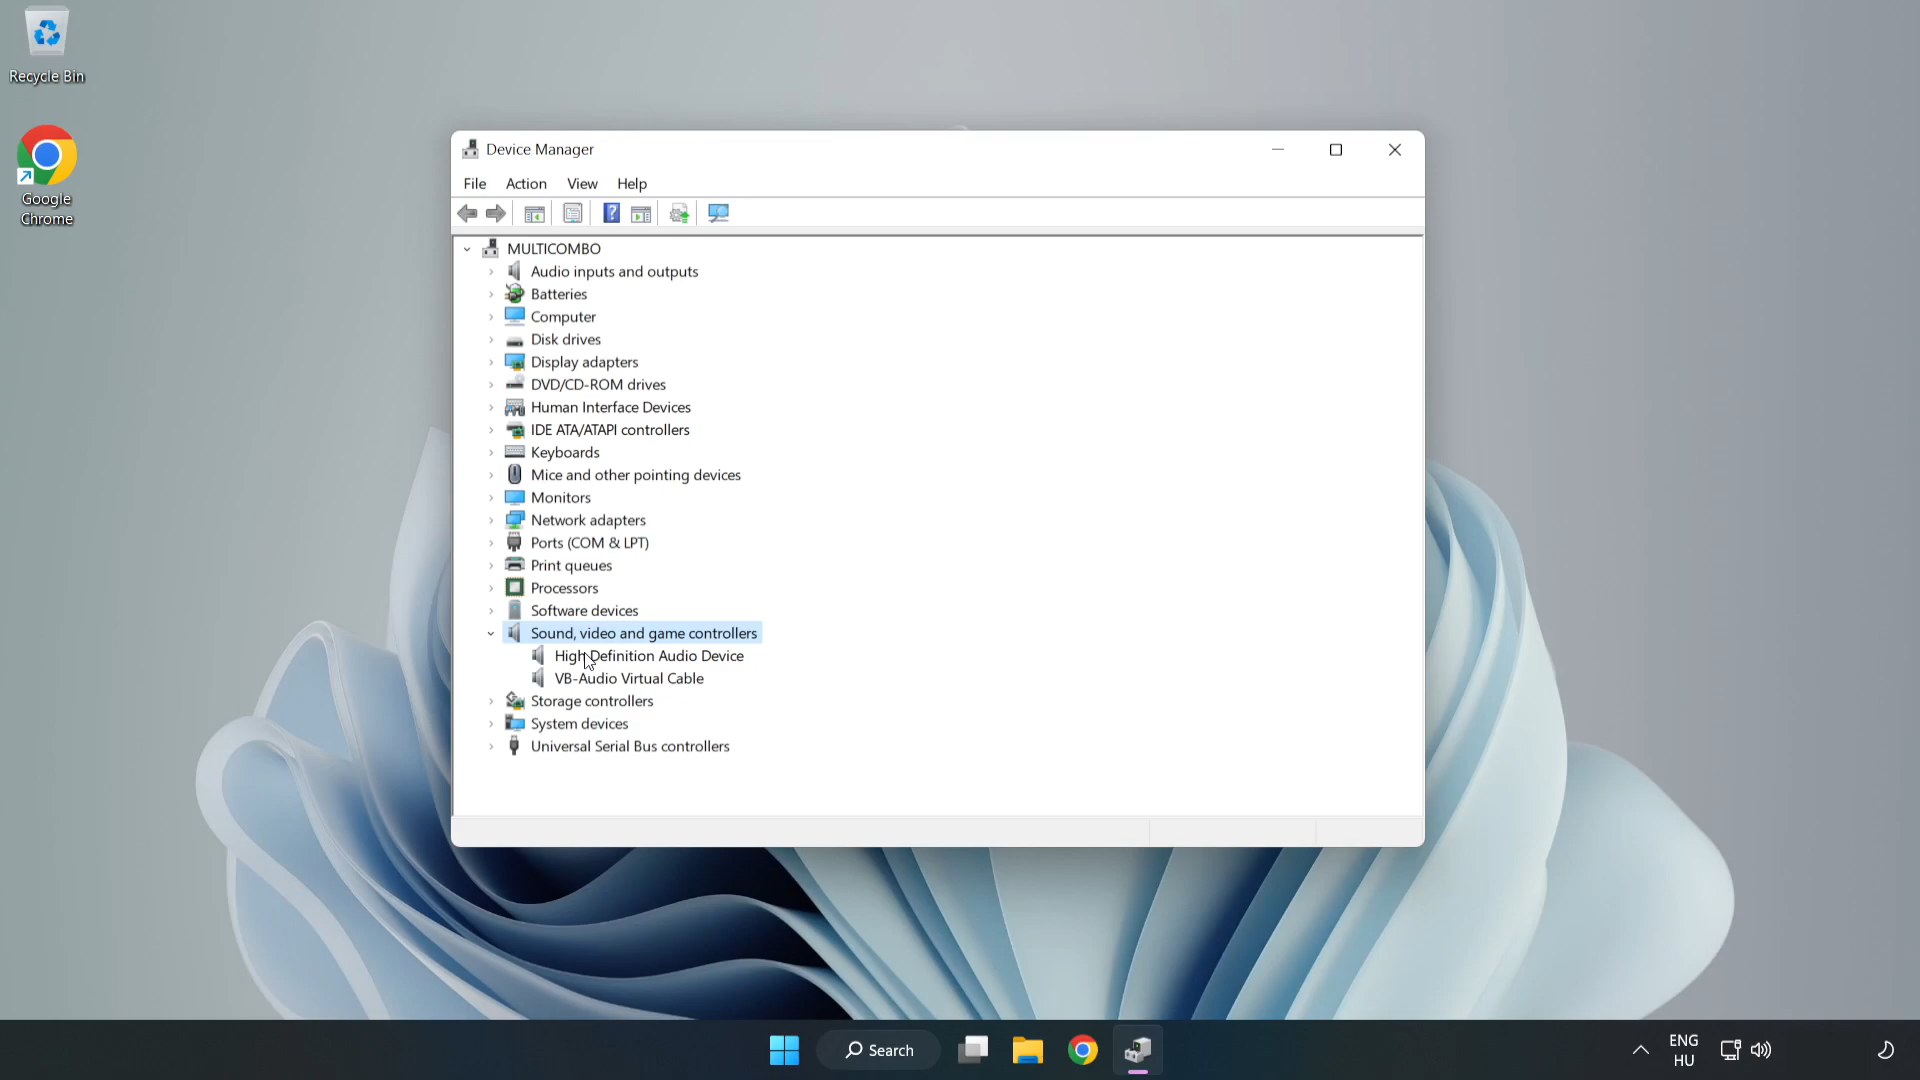 Recycle Bin
Google
Chrome
Device Manager
File Action View Help
MULTICOMBO
Audio inputs and outputs
Batteries
Computer
Disk drives
Display adapters
DVD/CD-ROM drives
Human Interface Devices
IDE ATA/ATAPI controllers
Keyboards
Mice and other pointing devices
Monitors
Network adapters
Ports (COM & LPT)
Print queues
Processors
Software devices
Sound, video and game controllers
High Definition Audio Device
VB-Audio Virtual Cable
Storage controllers
System devices
Universal Serial Bus controllers
Search
ENG
HU